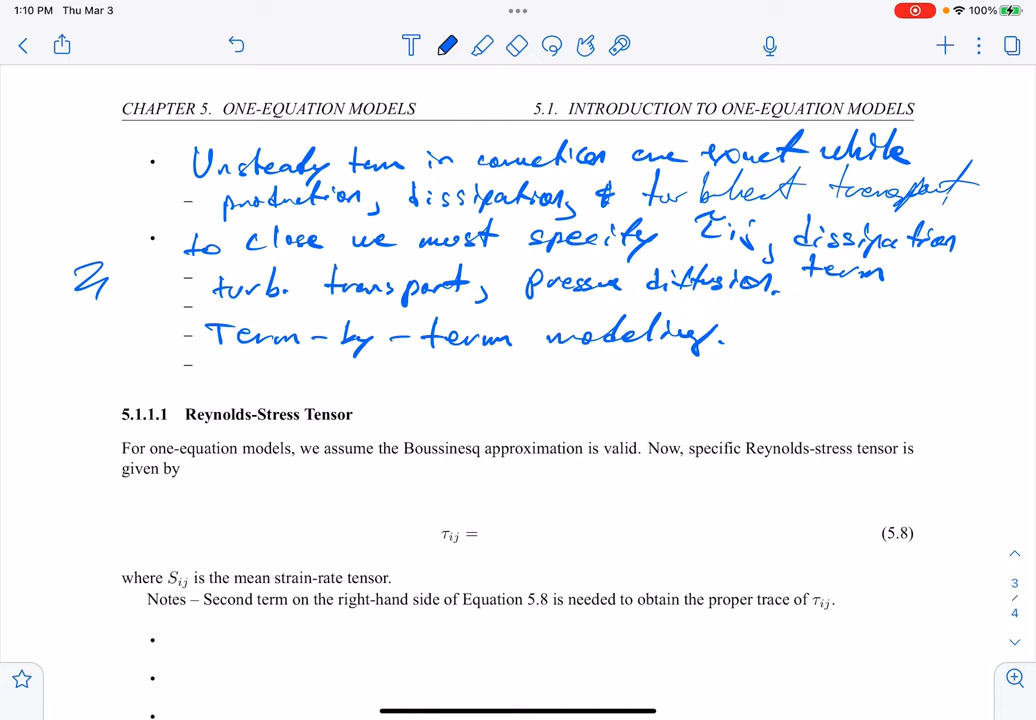 1:10 PM Thu Mar 3
100%
CHAPTER 5. ONE-EQUATION MODELS 5.1. INTRODUCTION TO ONE-EQUATION MODELS
• Unsteady term in convection are exact while
– production, dissipation, & turbulent transport,
• to close we must specify τij, dissipation
– turb. transport, pressure diffusion. term
–
– Term-by-term modeling.
–
5.1.1.1 Reynolds-Stress Tensor
For one-equation models, we assume the Boussinesq approximation is valid. Now, specific Reynolds-stress tensor is
given by
τij = (5.8)
where Sij is the mean strain-rate tensor.
Notes – Second term on the right-hand side of Equation 5.8 is needed to obtain the proper trace of τij.
•
•
•
3
/
4